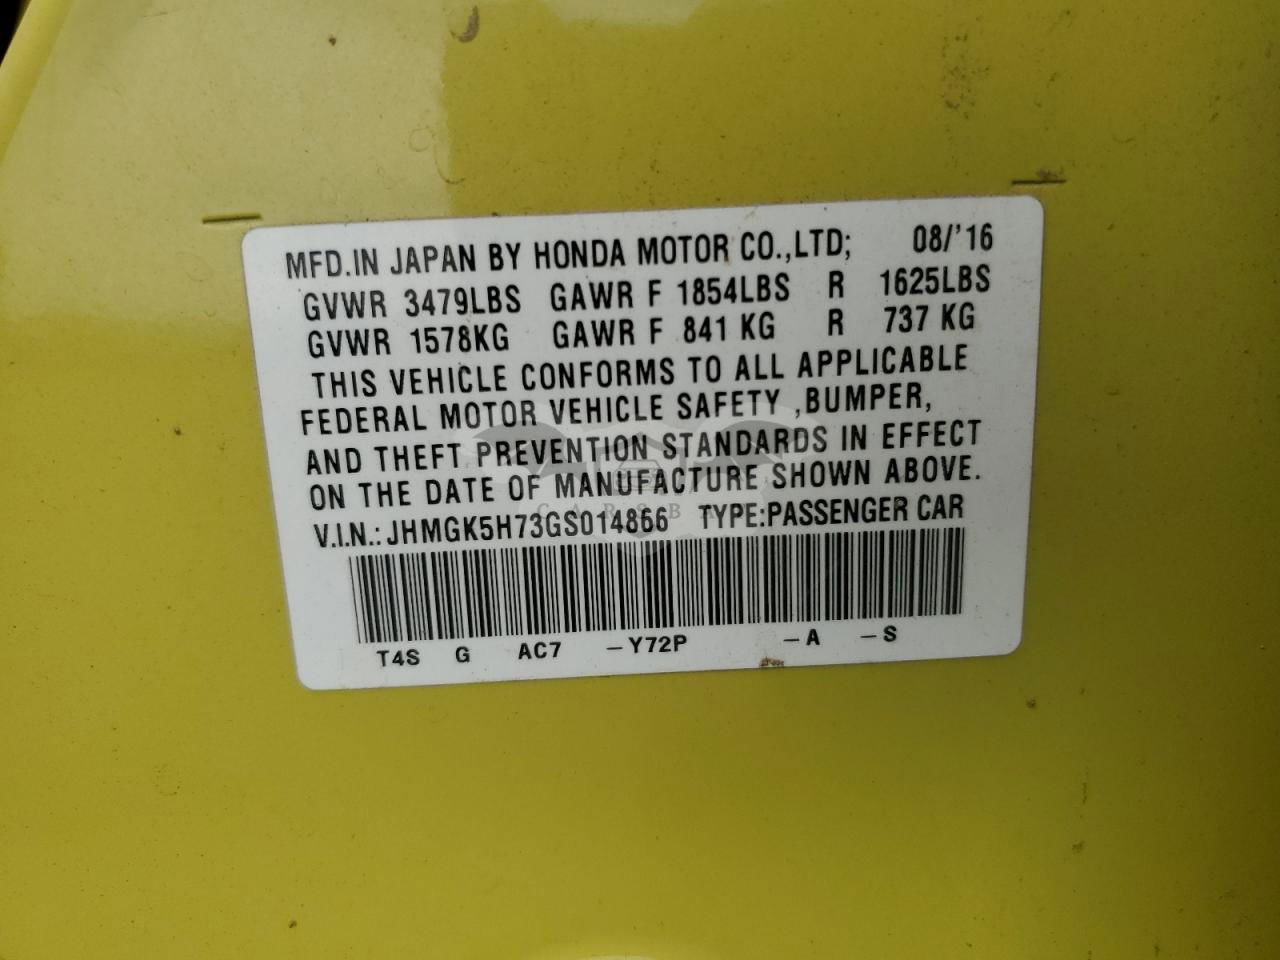 MFD.IN JAPAN BY HONDA MOTOR CO.,LTD; 08/'16
GVWR 3479LBS GAWR F 1854LBS R 1625LBS
GVWR 1578KG GAWR F 841 KG R 737 KG
THIS VEHICLE CONFORMS TO ALL APPLICABLE
FEDERAL MOTOR VEHICLE SAFETY ,BUMPER,
AND THEFT PREVENTION STANDARDS IN EFFECT
ON THE DATE OF MANUFACTURE SHOWN ABOVE.
V.I.N.: JHMGK5H73GS014866 TYPE:PASSENGER CAR
T4S G AC7 -Y72P -A -S